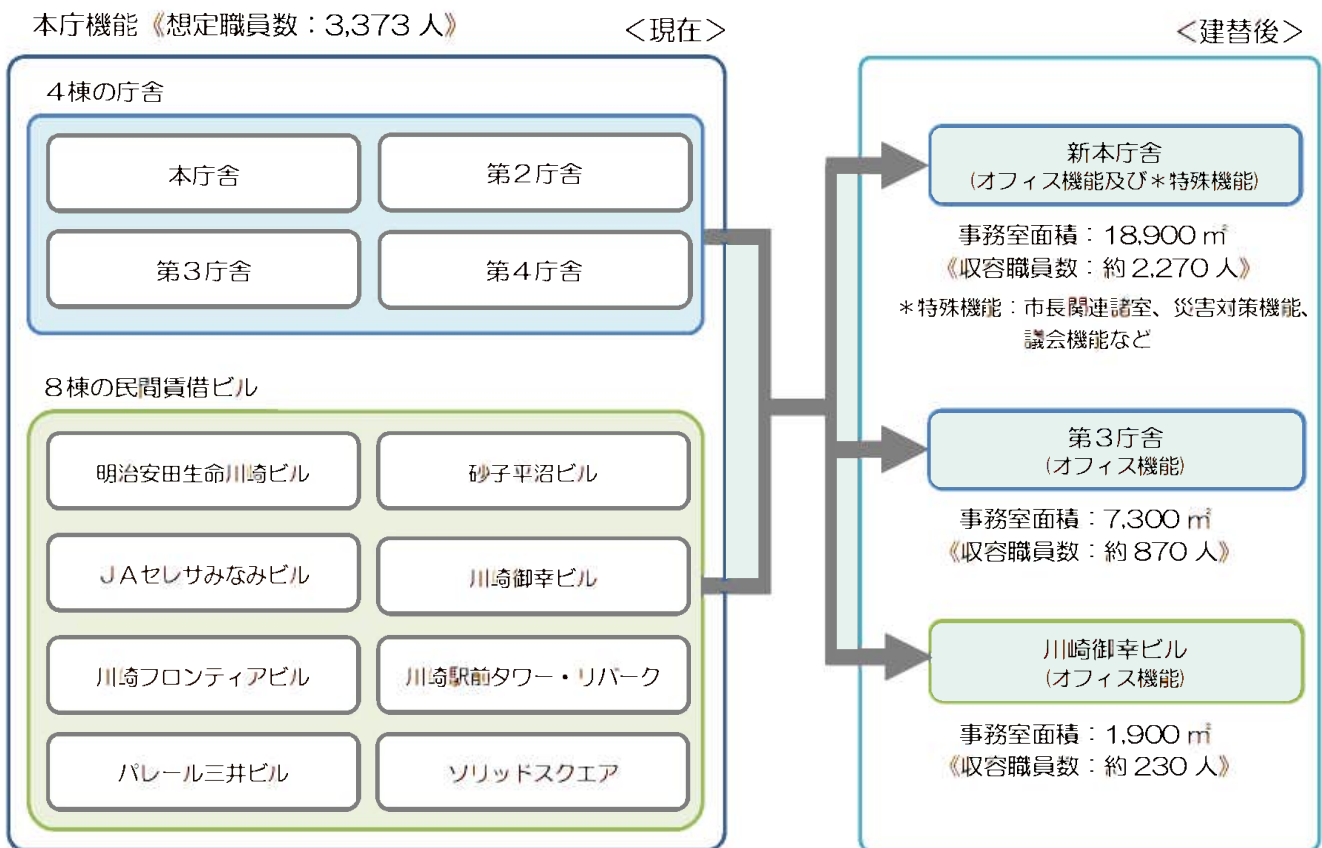 本庁機能《想定職員数：3,373 人》
＜現在＞
4棟の庁舎
本庁舎
第2庁舎
第3庁舎
第4庁舎
8棟の民間賃借ビル
明治安田生命川崎ビル
砂子平沼ビル
ＪＡセレサみなみビル
川崎御幸ビル
川崎フロンティアビル
川崎駅前タワー・リバーク
パレール三井ビル
ソリッドスクエア
＜建替後＞
新本庁舎
(オフィス機能及び＊特殊機能)
事務室面積：18,900 ㎡
《収容職員数：約 2,270 人》
＊特殊機能：市長関連諸室、災害対策機能、
議会機能など
第3庁舎
(オフィス機能)
事務室面積：7,300 ㎡
《収容職員数：約 870 人》
川崎御幸ビル
(オフィス機能)
事務室面積：1,900 ㎡
《収容職員数：約 230 人》